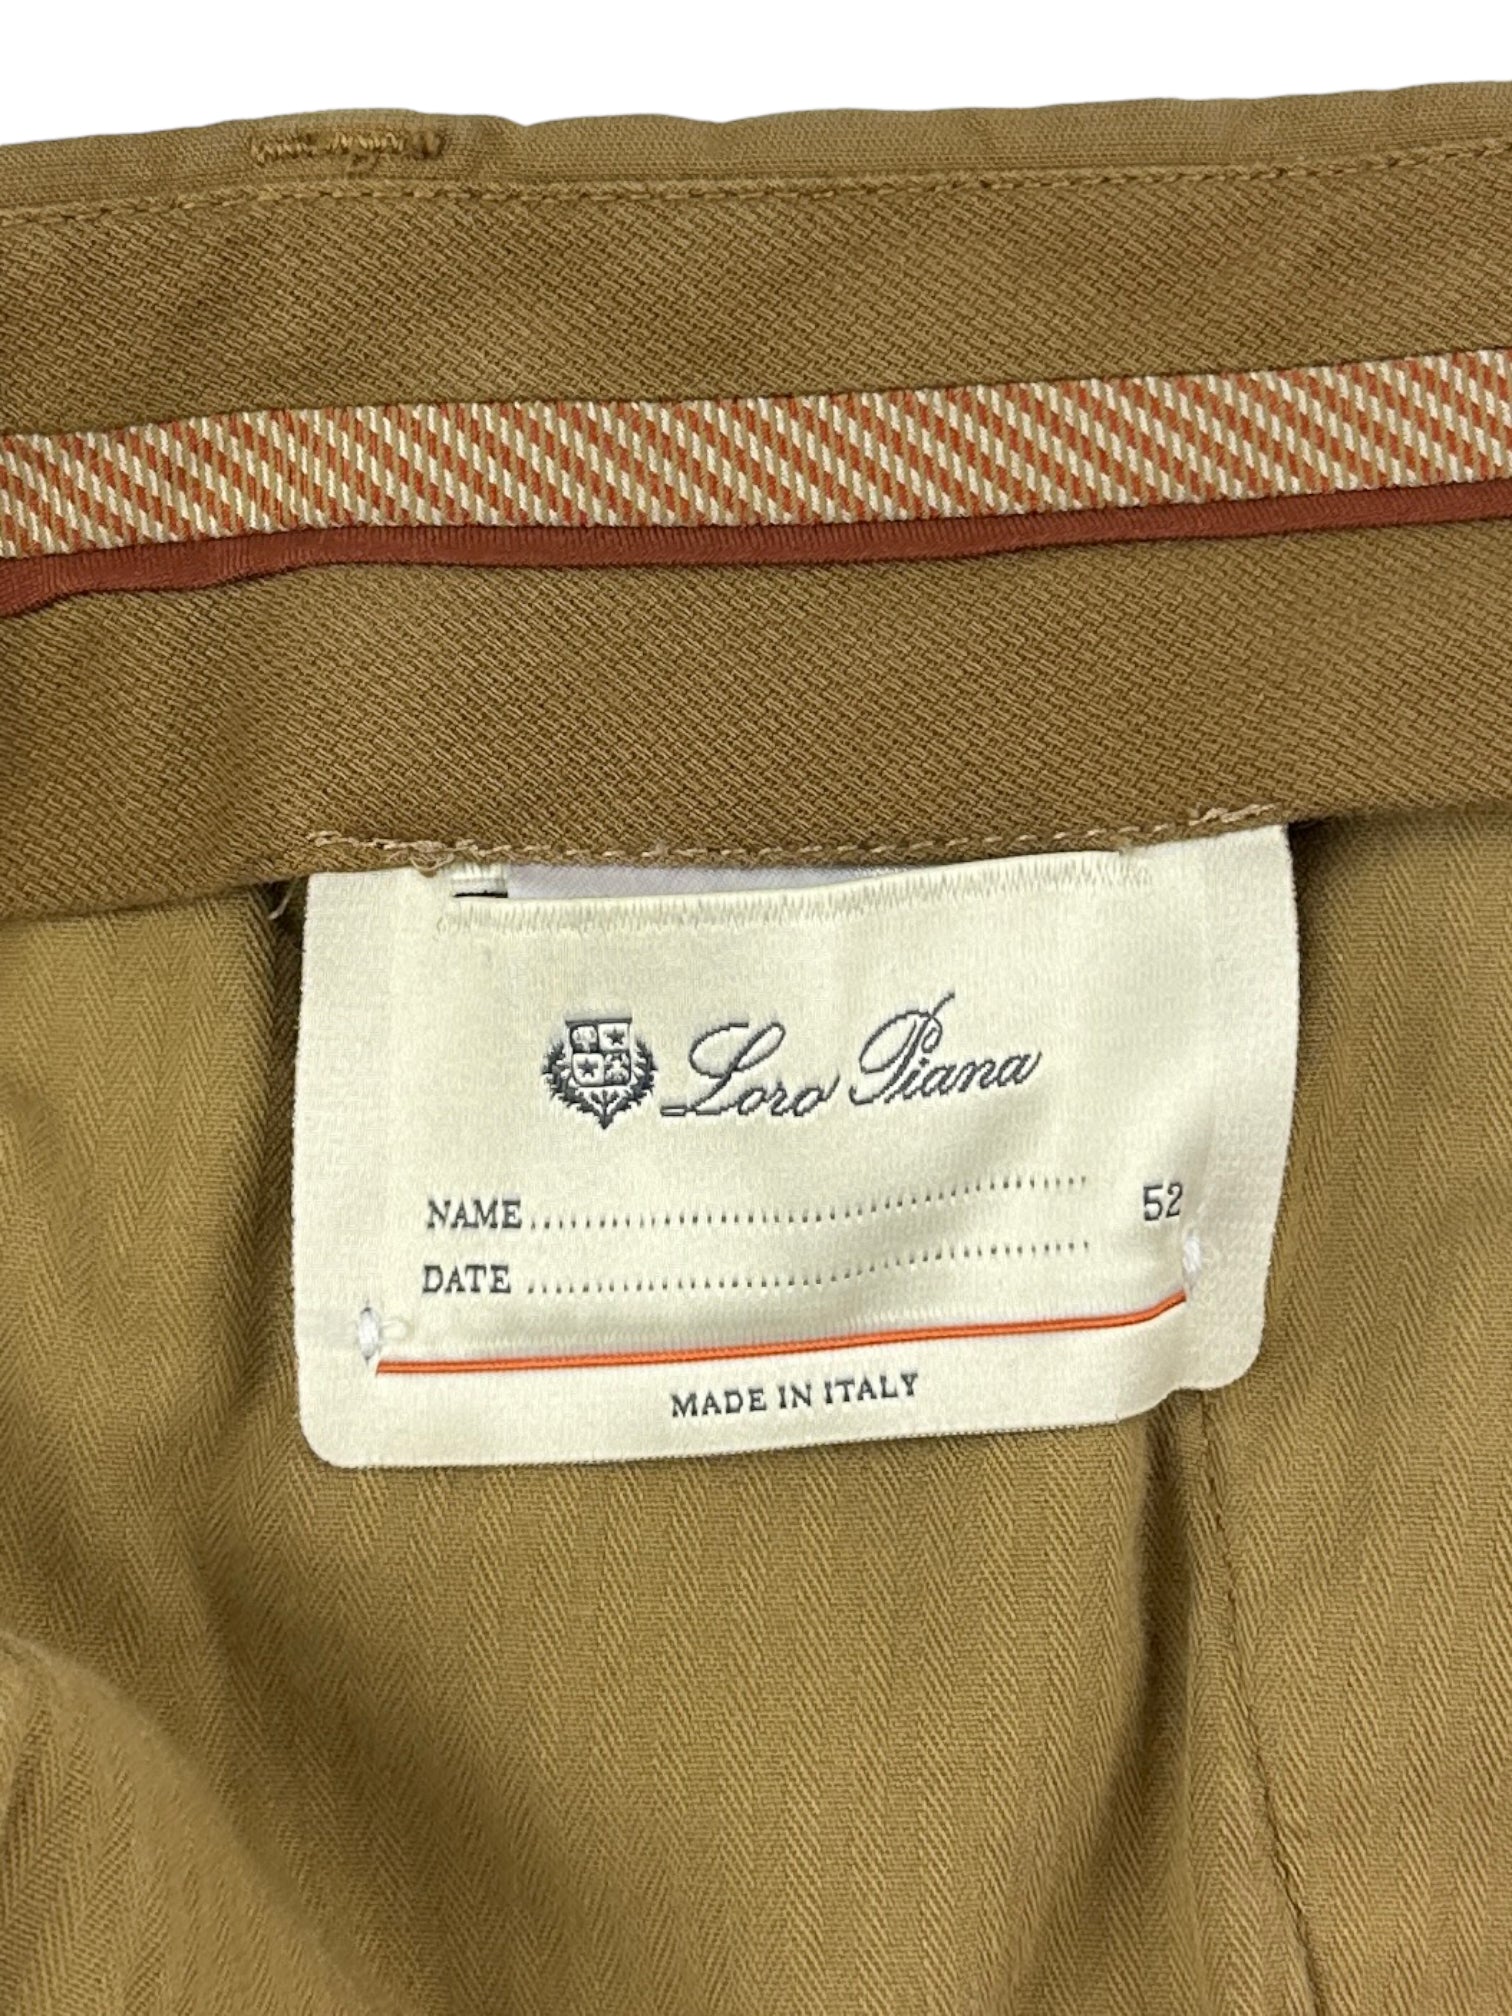 Loro Piana
NAME.............................. 52
DATE..............................
MADE IN ITALY